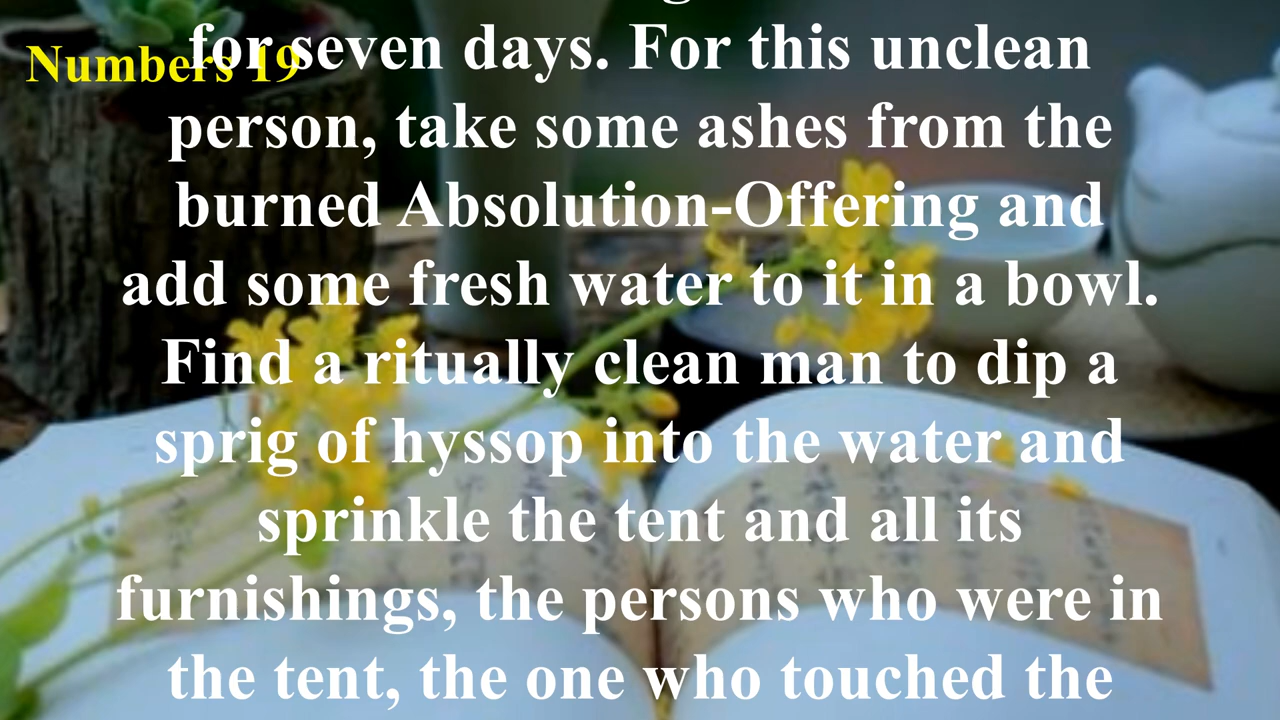 Numbers 19
for seven days. For this unclean
person, take some ashes from the
burned Absolution-Offering and
add some fresh water to it in a bowl.
Find a ritually clean man to dip a
sprig of hyssop into the water and
sprinkle the tent and all its
furnishings, the persons who were in
the tent, the one who touched the